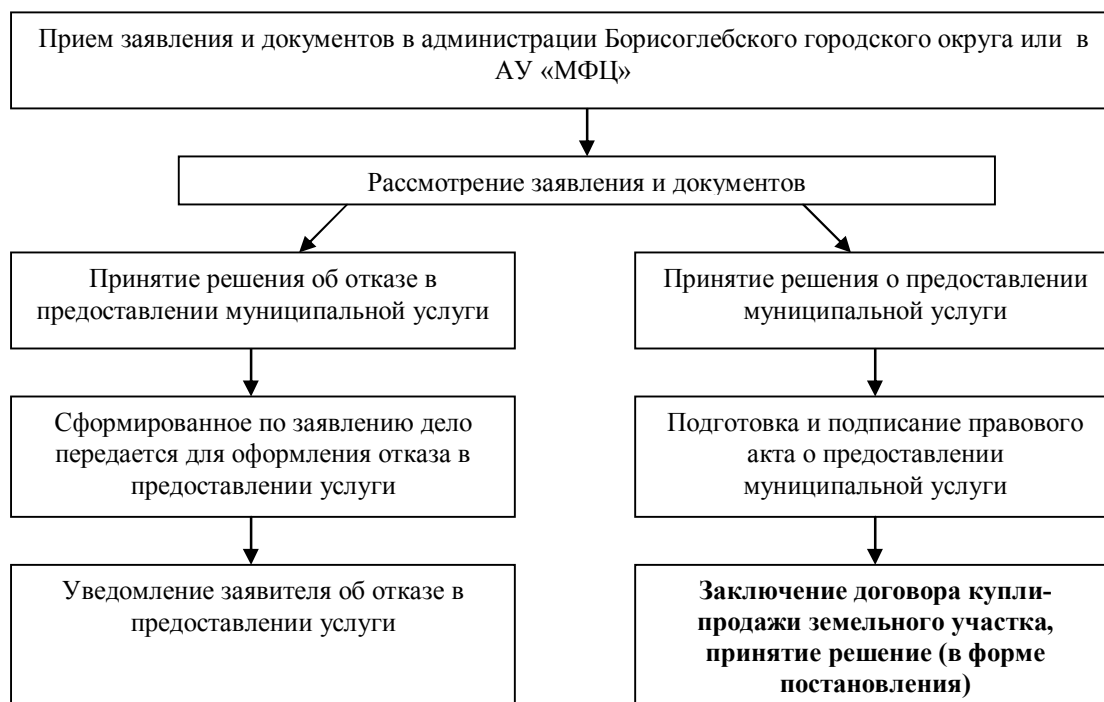 Прием заявления и документов в администрации Борисоглебского городского округа или в
АУ «МФЦ»
Рассмотрение заявления и документов
Принятие решения об отказе в
предоставлении муниципальной услуги
Принятие решения о предоставлении
муниципальной услуги
Сформированное по заявлению дело
передается для оформления отказа в
предоставлении услуги
Подготовка и подписание правового
акта о предоставлении
муниципальной услуги
Уведомление заявителя об отказе в
предоставлении услуги
Заключение договора купли-
продажи земельного участка,
принятие решение (в форме
постановления)